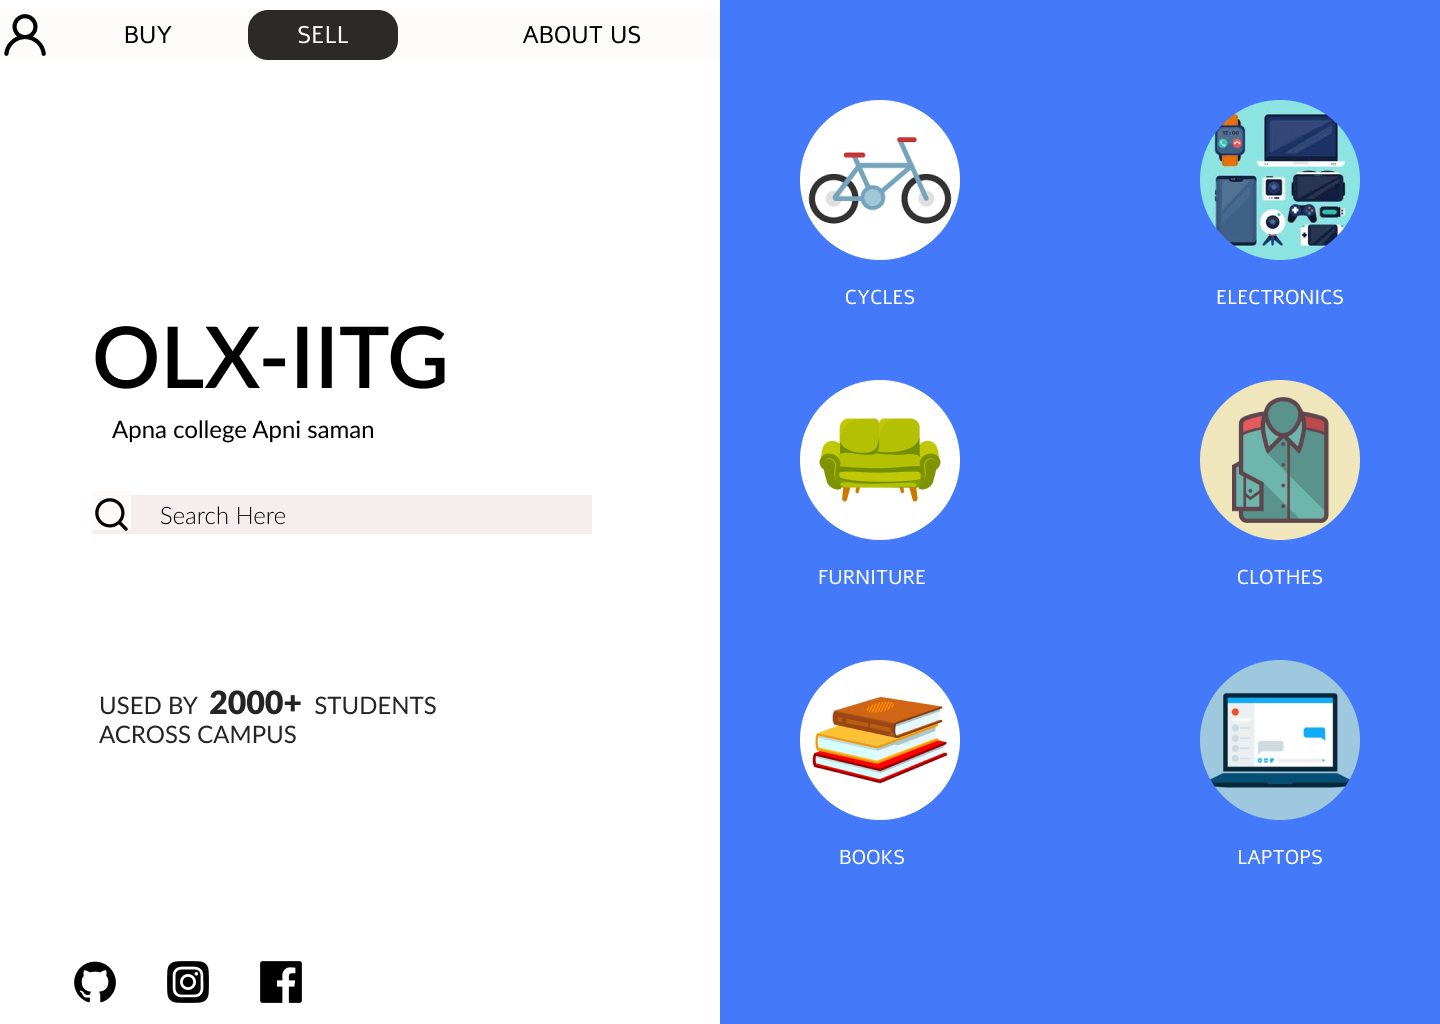 BUY
SELL
ABOUT US
OLX-IITG
Apna college Apni saman
Search Here
USED BY 2000+ STUDENTS
ACROSS CAMPUS
CYCLES
ELECTRONICS
FURNITURE
CLOTHES
BOOKS
LAPTOPS